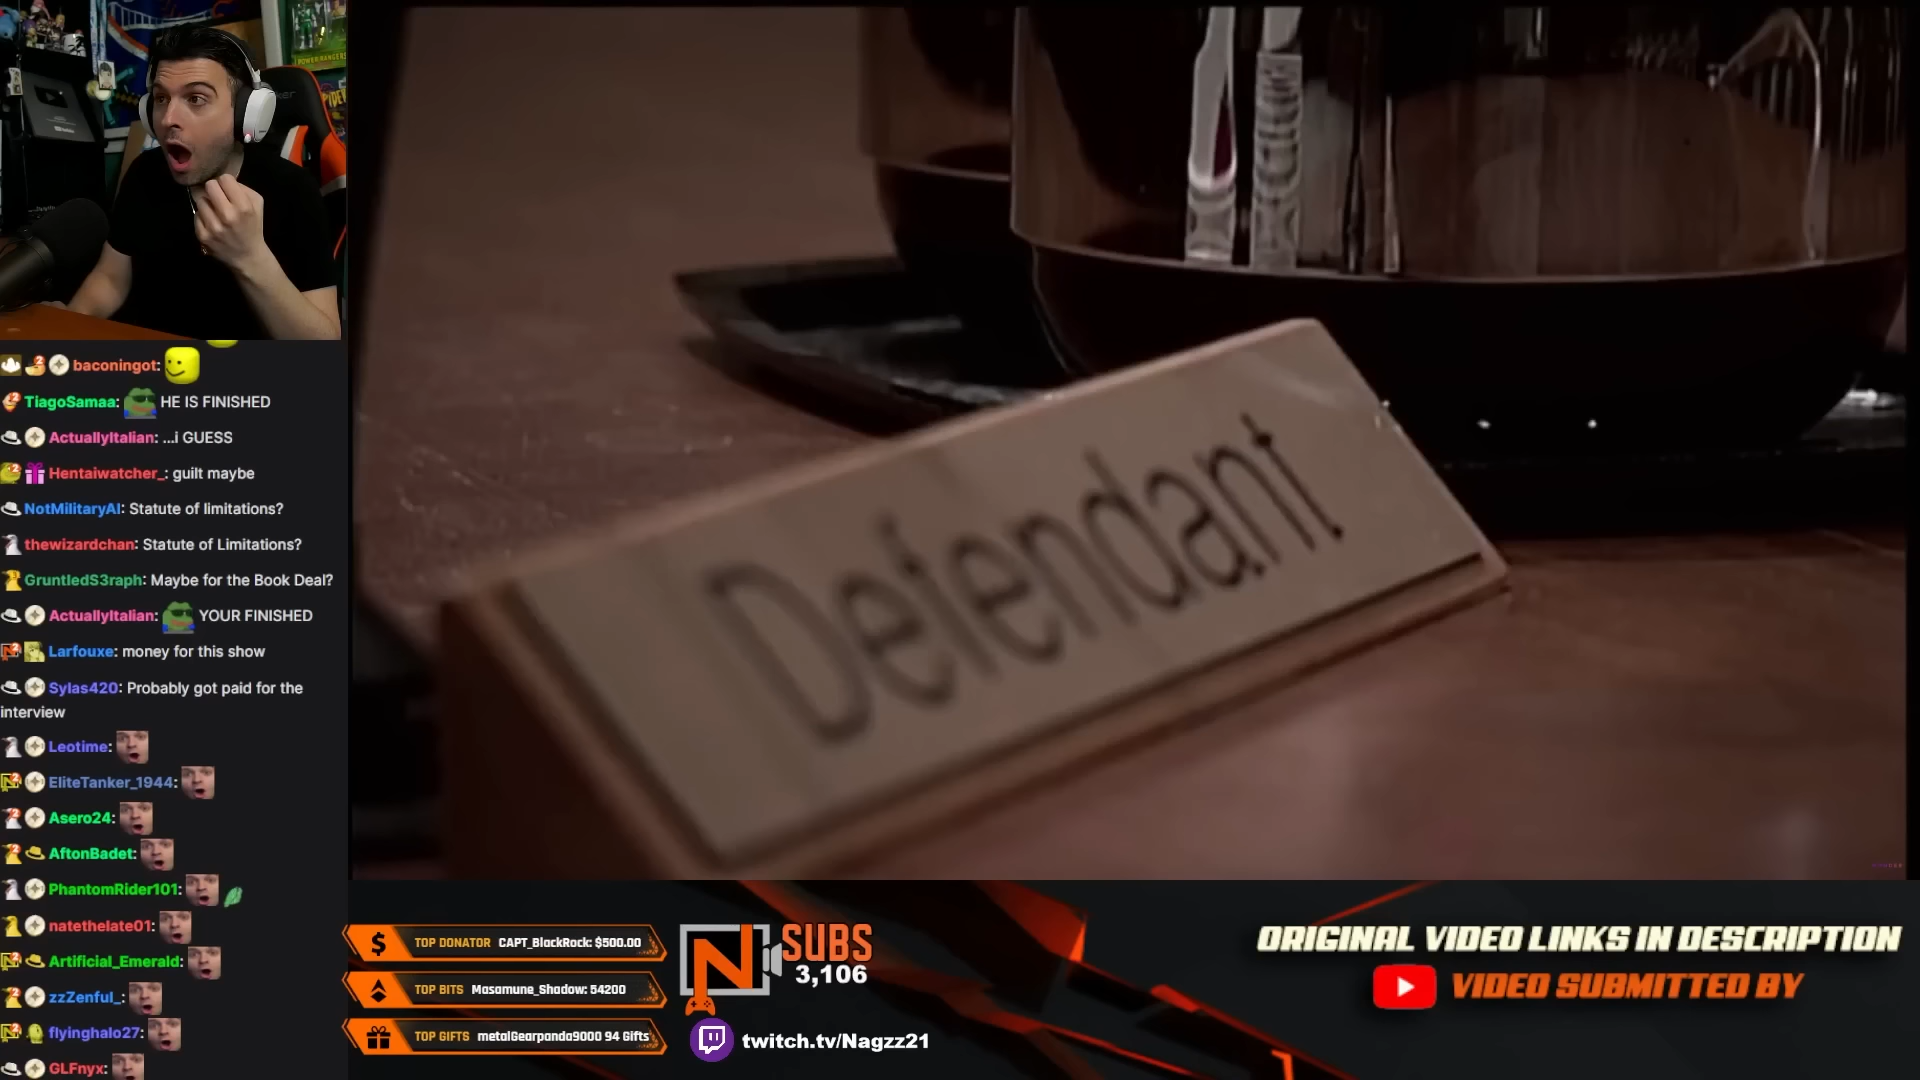 POWER RANGERS
baconingot:
TiagoSamaa: HE IS FINISHED
ActuallyItalian: ...i GUESS
Hentaiwatcher_: guilt maybe
NotMilitaryAI: Statute of limitations?
thewizardchan: Statute of Limitations?
GruntledS3raph: Maybe for the Book Deal?
ActuallyItalian: YOUR FINISHED
Larfouxe: money for this show
Sylas420: Probably got paid for the
interview
Leotime:
EliteTanker_1944:
Asero24:
AftonBadet:
PhantomRider101:
natethelate01:
Artificial_Emerald:
zzZenful_:
flyinghalo27:
GLFnyx:
Defendant
TOP DONATOR CAPT_BlackRock: $500.00
TOP BITS Masamune_Shadow: 54200
TOP GIFTS metalGearpanda9000 94 Gifts
N SUBS
3,106
twitch.tv/Nagzz21
ORIGINAL VIDEO LINKS IN DESCRIPTION
VIDEO SUBMITTED BY